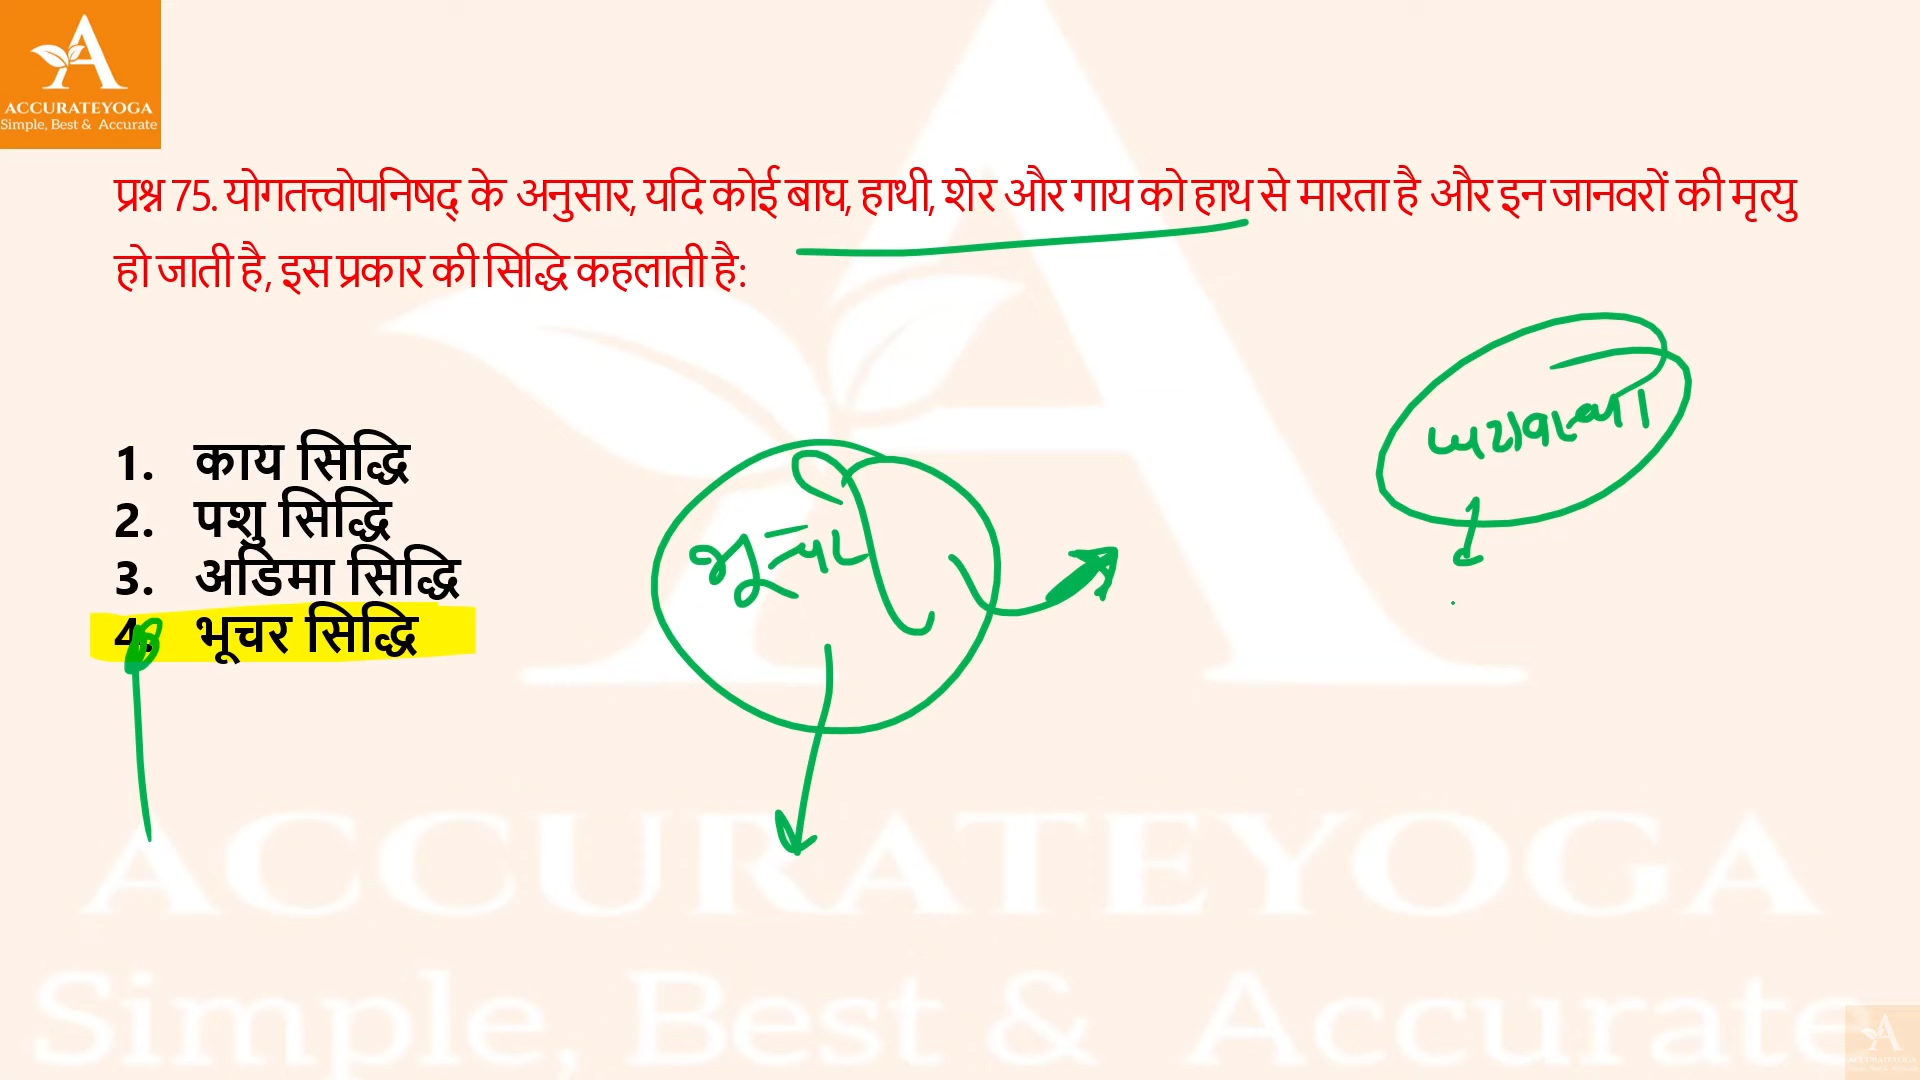 ACCURATEYOGA
Simple, Best & Accurate
प्रश्न 75. योगतत्त्वोपनिषद् के अनुसार, यदि कोई बाघ, हाथी, शेर और गाय को हाथ से मारता है और इन जानवरों की मृत्यु
हो जाती है, इस प्रकार की सिद्धि कहलाती है:
1. काय सिद्धि
2. पशु सिद्धि
3. अडिमा सिद्धि
4. भूचर सिद्धि
भूचर
ACCURATEYOGA
Simple, Best & Accurate